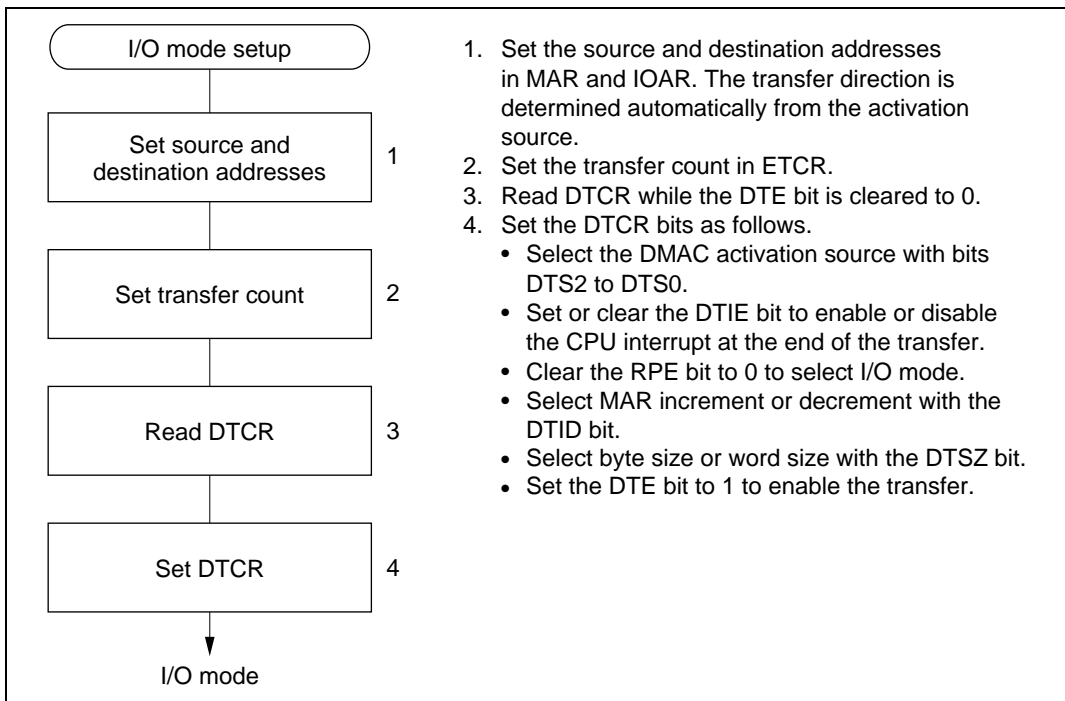 I/O mode setup
Set source and
destination addresses
1
Set transfer count
2
Read DTCR
3
Set DTCR
4
I/O mode
1. Set the source and destination addresses
in MAR and IOAR. The transfer direction is
determined automatically from the activation
source.
2. Set the transfer count in ETCR.
3. Read DTCR while the DTE bit is cleared to 0.
4. Set the DTCR bits as follows.
• Select the DMAC activation source with bits
DTS2 to DTS0.
• Set or clear the DTIE bit to enable or disable
the CPU interrupt at the end of the transfer.
• Clear the RPE bit to 0 to select I/O mode.
• Select MAR increment or decrement with the
DTID bit.
• Select byte size or word size with the DTSZ bit.
• Set the DTE bit to 1 to enable the transfer.